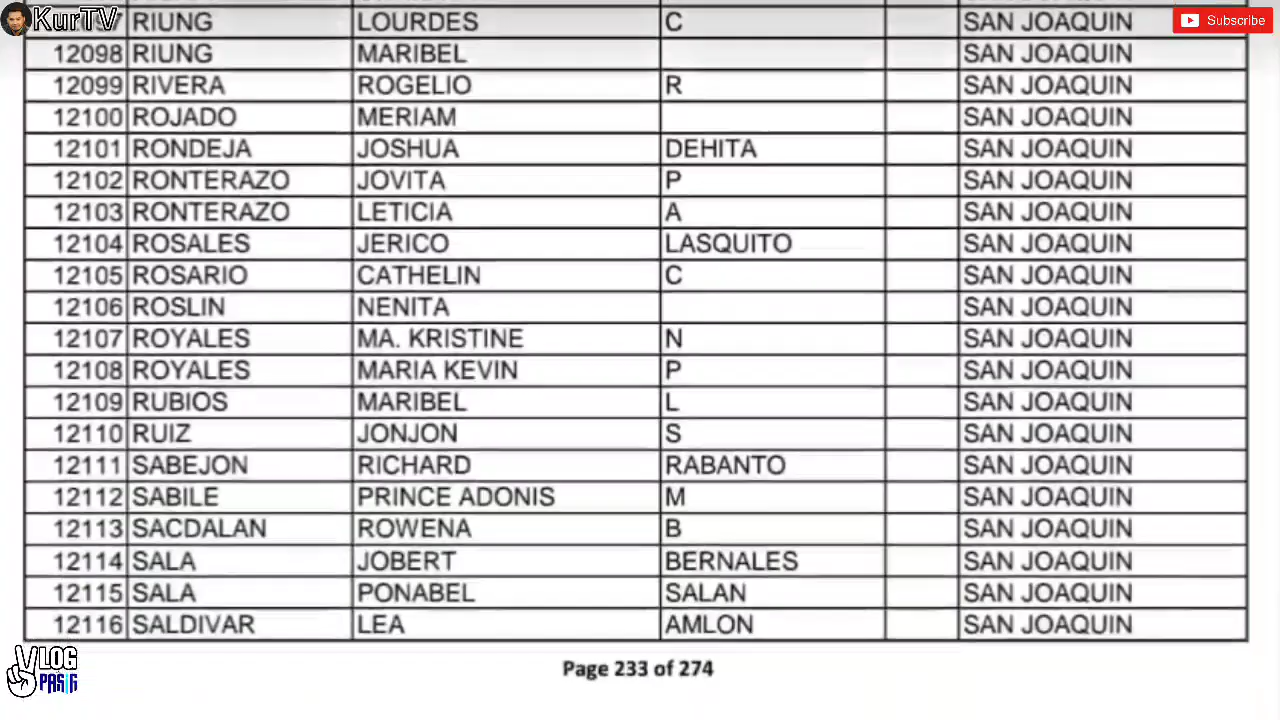 KurTV
Subscribe
RIUNG LOURDES C SAN JOAQUIN
12098 RIUNG MARIBEL SAN JOAQUIN
12099 RIVERA ROGELIO R SAN JOAQUIN
12100 ROJADO MERIAM SAN JOAQUIN
12101 RONDEJA JOSHUA DEHITA SAN JOAQUIN
12102 RONTERAZO JOVITA P SAN JOAQUIN
12103 RONTERAZO LETICIA A SAN JOAQUIN
12104 ROSALES JERICO LASQUITO SAN JOAQUIN
12105 ROSARIO CATHELIN C SAN JOAQUIN
12106 ROSLIN NENITA SAN JOAQUIN
12107 ROYALES MA. KRISTINE N SAN JOAQUIN
12108 ROYALES MARIA KEVIN P SAN JOAQUIN
12109 RUBIOS MARIBEL L SAN JOAQUIN
12110 RUIZ JONJON S SAN JOAQUIN
12111 SABEJON RICHARD RABANTO SAN JOAQUIN
12112 SABILE PRINCE ADONIS M SAN JOAQUIN
12113 SACDALAN ROWENA B SAN JOAQUIN
12114 SALA JOBERT BERNALES SAN JOAQUIN
12115 SALA PONABEL SALAN SAN JOAQUIN
12116 SALDIVAR LEA AMLON SAN JOAQUIN
Page 233 of 274
VLOG
PASIG